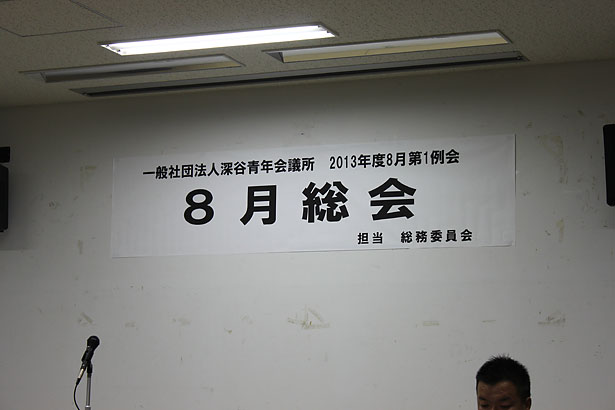 一般社団法人深谷青年会議所 2013年度8月第1例会
8月総会
担当 総務委員会